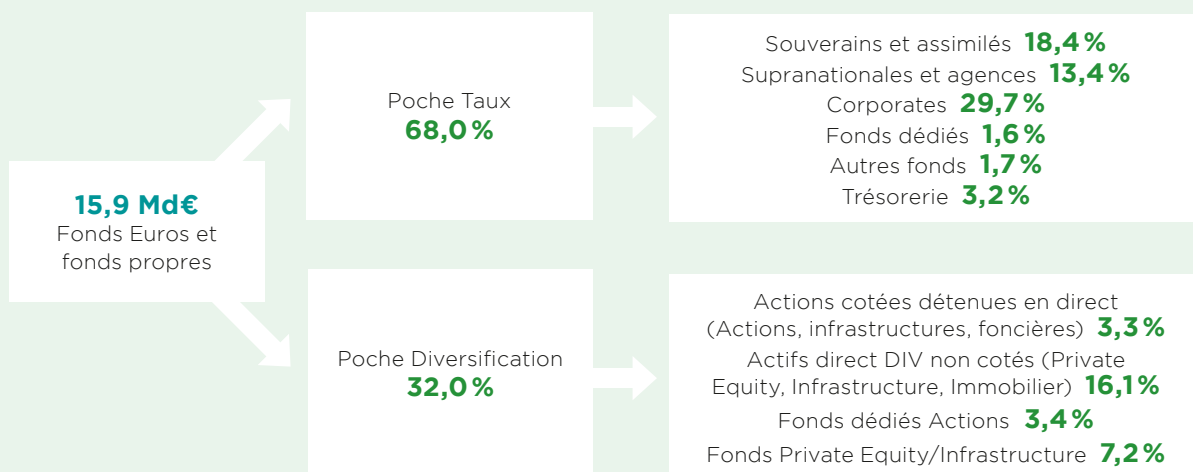 15,9 Md€
Fonds Euros et
fonds propres
Poche Taux
68,0 %
Souverains et assimilés 18,4 %
Supranationales et agences 13,4 %
Corporates 29,7 %
Fonds dédiés 1,6 %
Autres fonds 1,7 %
Trésorerie 3,2 %
Poche Diversification
32,0 %
Actions cotées détenues en direct
(Actions, infrastructures, foncières) 3,3 %
Actifs direct DIV non cotés (Private
Equity, Infrastructure, Immobilier) 16,1 %
Fonds dédiés Actions 3,4 %
Fonds Private Equity/Infrastructure 7,2 %